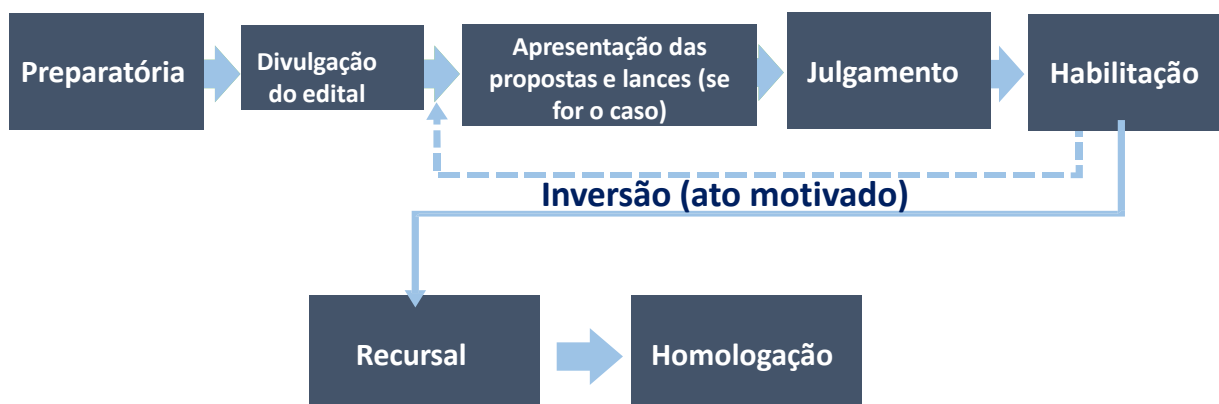 Preparatória
Divulgação
do edital
Apresentação das
propostas e lances (se
for o caso)
Julgamento
Habilitação
Inversão (ato motivado)
Recursal
Homologação